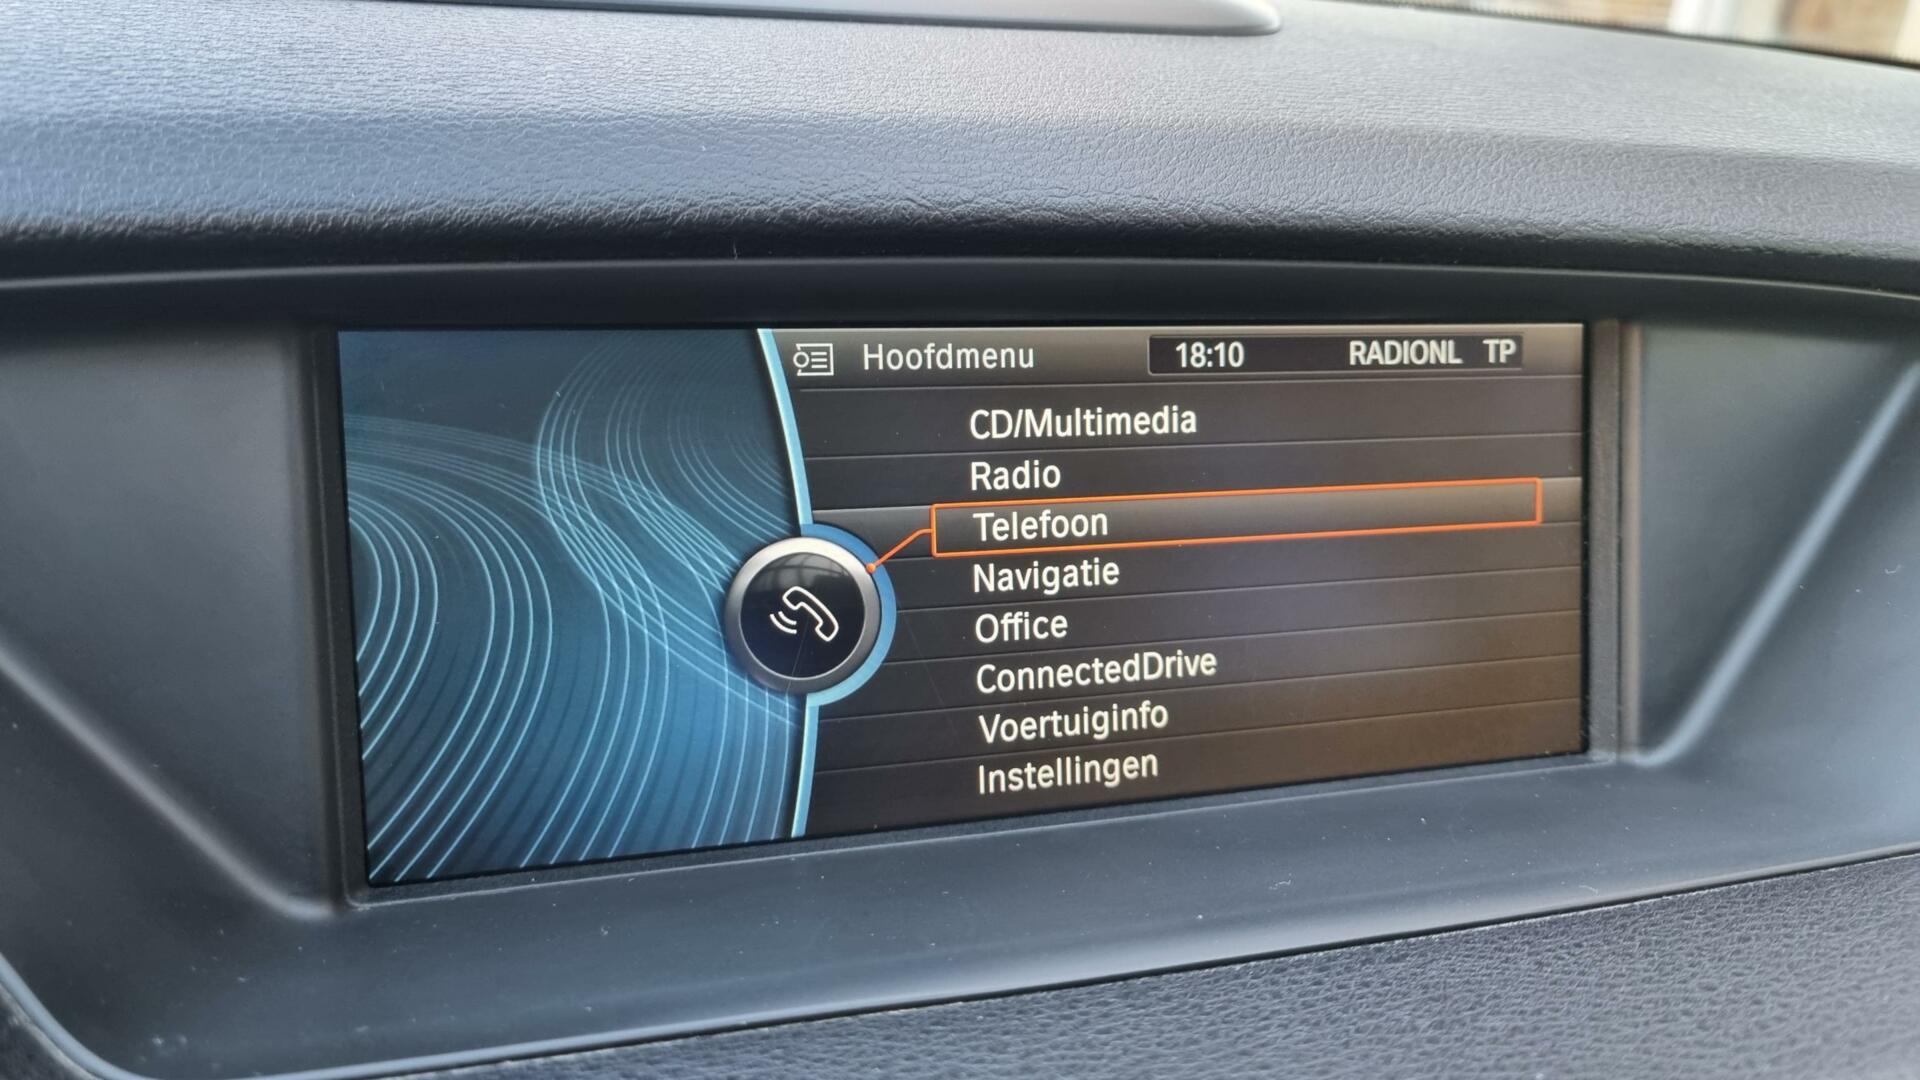 Hoofdmenu 18:10 RADIONL TP
CD/Multimedia
Radio
Telefoon
Navigatie
Office
ConnectedDrive
Voertuiginfo
Instellingen